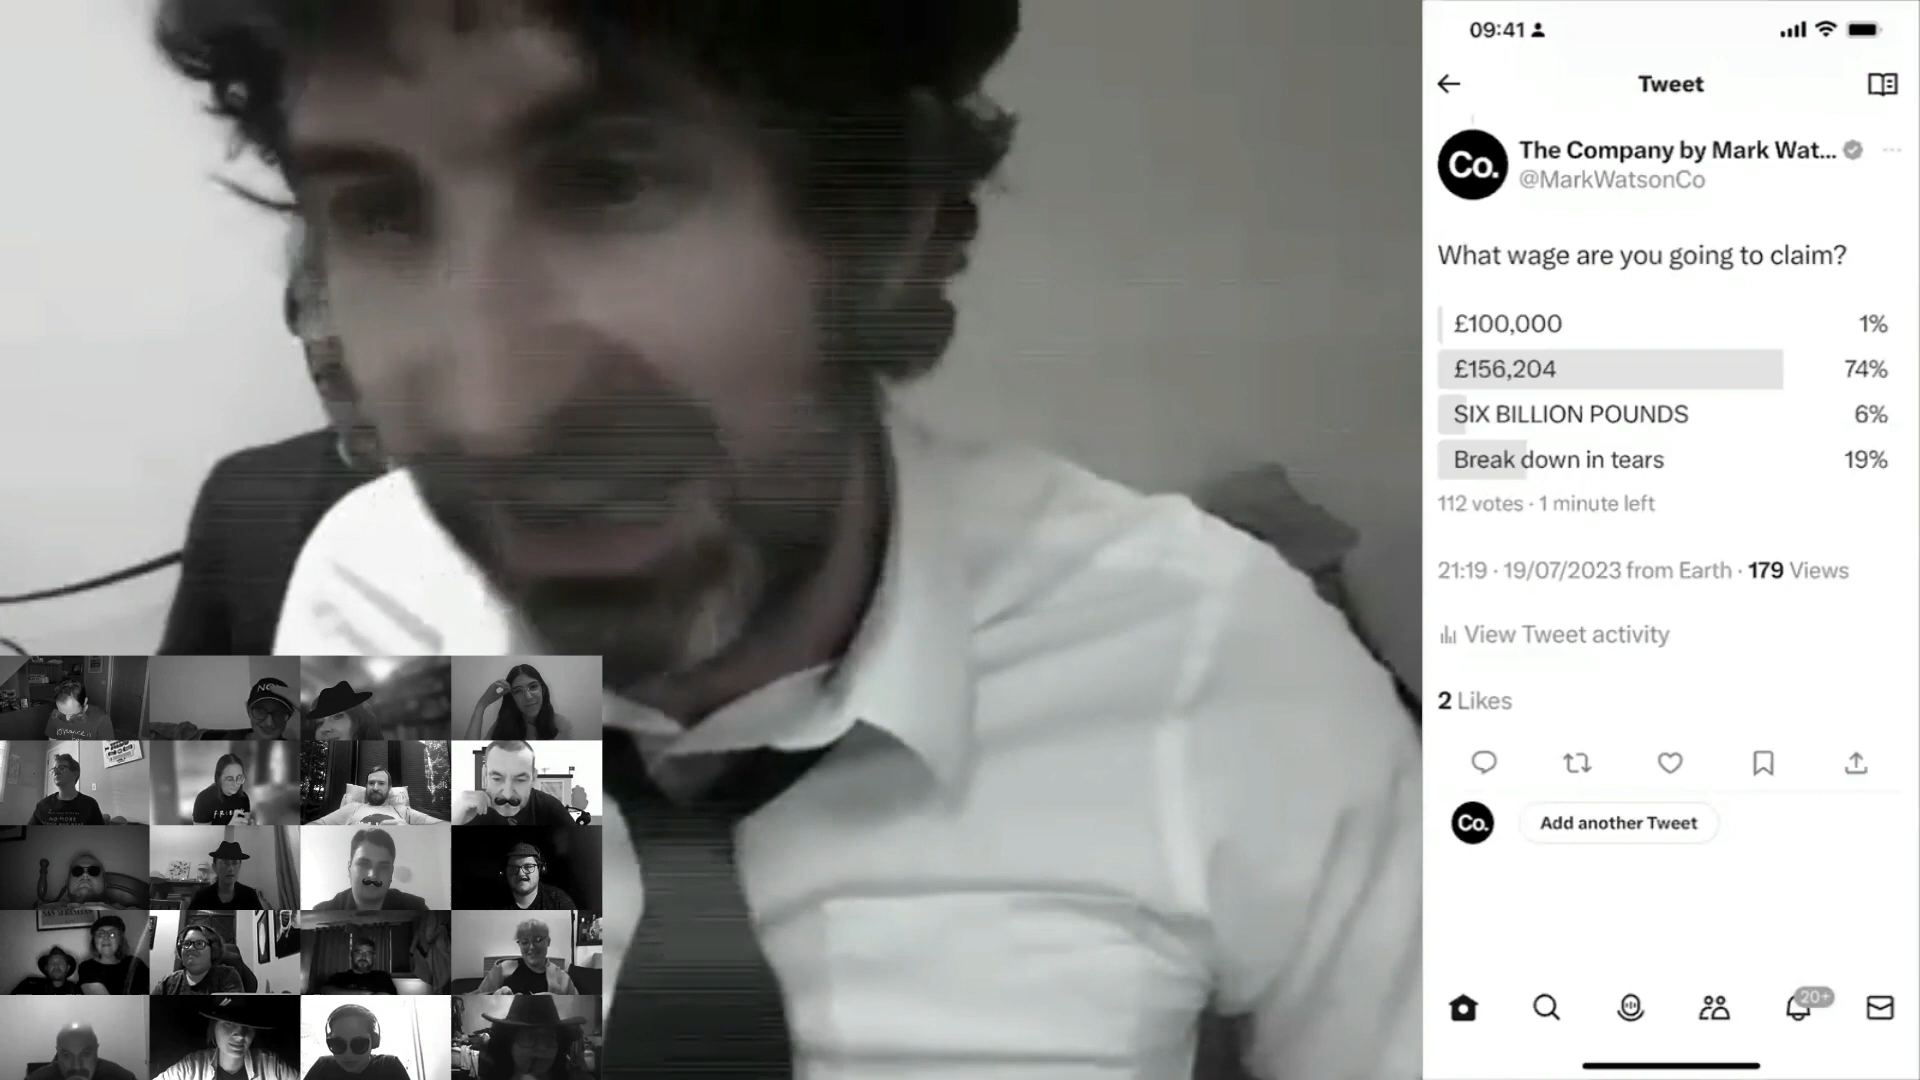 09:41
Tweet
Co.
The Company by Mark Wat...
@MarkWatsonCo
What wage are you going to claim?
£100,000 1%
£156,204 74%
SIX BILLION POUNDS 6%
Break down in tears 19%
112 votes · 1 minute left
21:19 · 19/07/2023 from Earth · 179 Views
View Tweet activity
2 Likes
Co.
Add another Tweet
20+